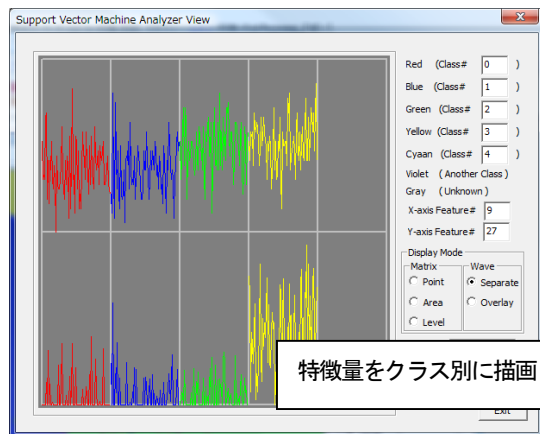 Support Vector Machine Analyzer View
Red (Class# 0 )
Blue (Class# 1 )
Green (Class# 2 )
Yellow (Class# 3 )
Cyaan (Class# 4 )
Violet ( Another Class )
Gray ( Unknown )
X-axis Feature# 9
Y-axis Feature# 27
Display Mode
Matrix Wave
Point Separate
Area Overlay
Level
特徴量をクラス別に描画
Exit